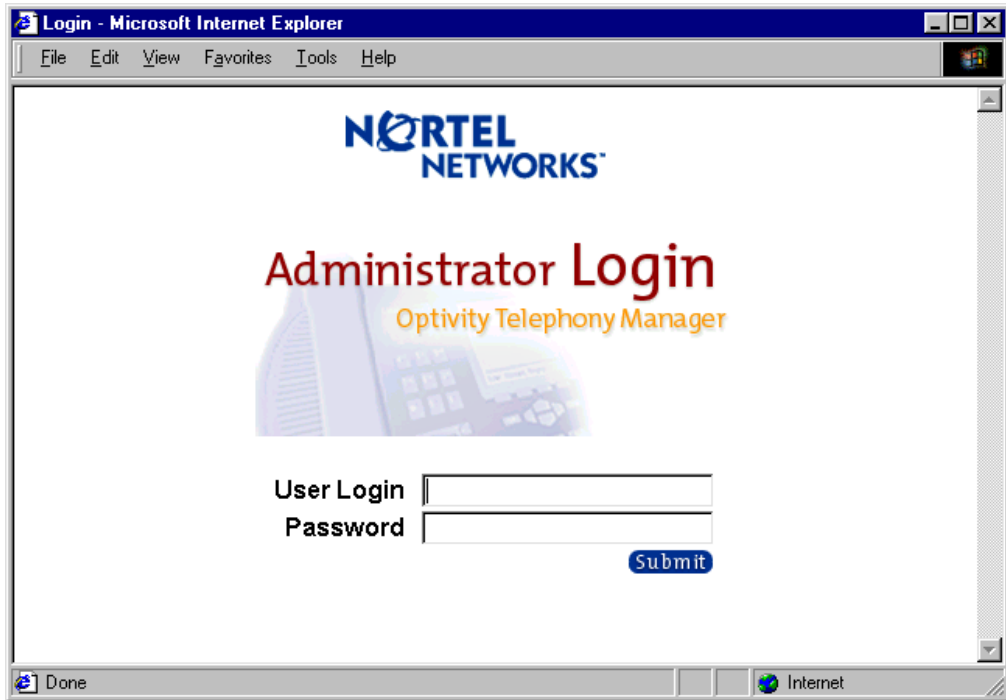 Login - Microsoft Internet Explorer
File Edit View Favorites Tools Help
NORTEL
NETWORKS™
Administrator Login
Optivity Telephony Manager
User Login
Password
Submit
Done
Internet